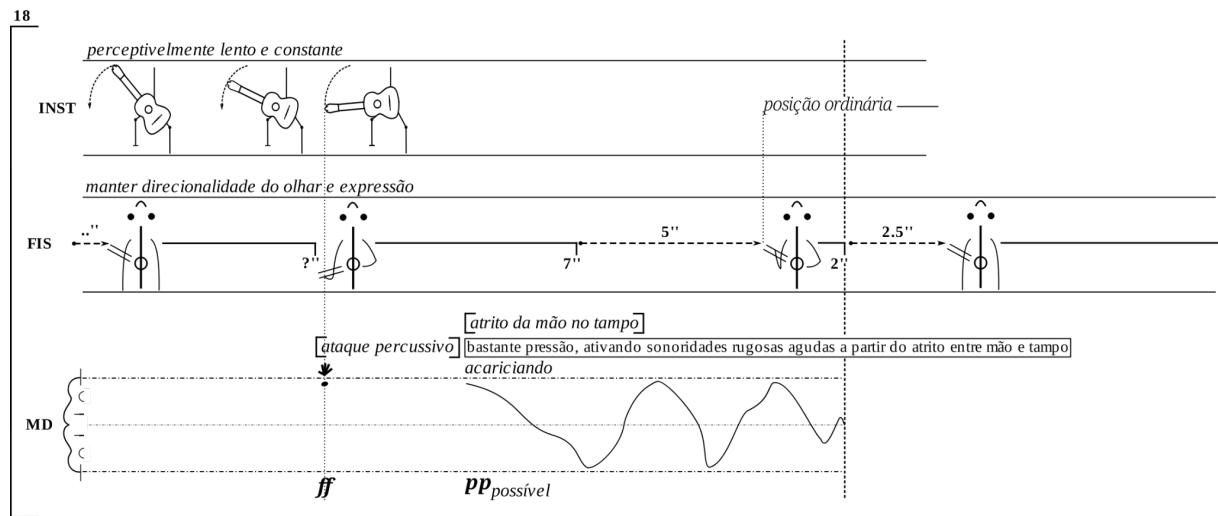 18
perceptivelmente lento e constante
INST
posição ordinária
manter direcionalidade do olhar e expressão
FIS
..''
?''
7''
5''
2''
2.5''
[atrito da mão no tampo]
[ataque percussivo]
bastante pressão, ativando sonoridades rugosas agudas a partir do atrito entre mão e tampo
acariciando
MD
ff
pp possível